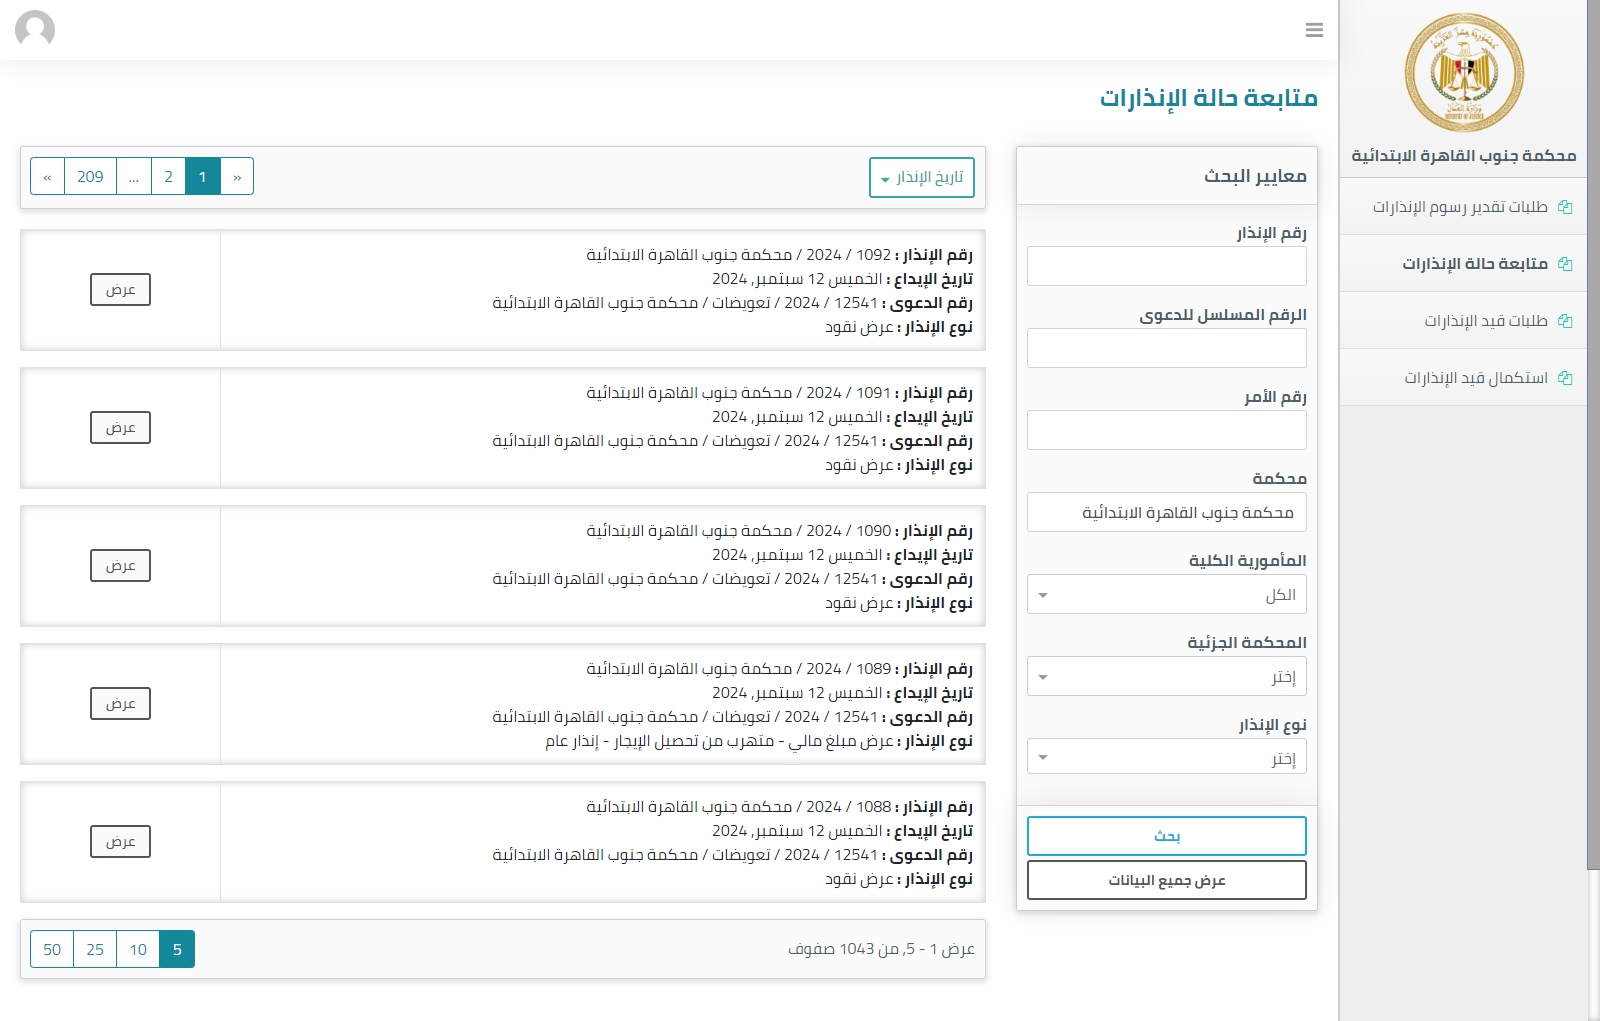 جمهورية مصر العربية
وزارة العدل
MINISTRY OF JUSTICE
محكمة جنوب القاهرة الابتدائية
طلبات تقدير رسوم الإنذارات
متابعة حالة الإنذارات
طلبات قيد الإنذارات
استكمال قيد الإنذارات
متابعة حالة الإنذارات
معايير البحث
رقم الإنذار
الرقم المسلسل للدعوى
رقم الأمر
محكمة
محكمة جنوب القاهرة الابتدائية
المأمورية الكلية
الكل
المحكمة الجزئية
إختر
نوع الإنذار
إختر
بحث
عرض جميع البيانات
تاريخ الإنذار
« 1 2 ... 209 »
رقم الإنذار : 1092 / 2024 / محكمة جنوب القاهرة الابتدائية
تاريخ الإيداع : الخميس 12 سبتمبر, 2024
رقم الدعوى : 12541 / 2024 / تعويضات / محكمة جنوب القاهرة الابتدائية
نوع الإنذار : عرض نقود
عرض
رقم الإنذار : 1091 / 2024 / محكمة جنوب القاهرة الابتدائية
تاريخ الإيداع : الخميس 12 سبتمبر, 2024
رقم الدعوى : 12541 / 2024 / تعويضات / محكمة جنوب القاهرة الابتدائية
نوع الإنذار : عرض نقود
عرض
رقم الإنذار : 1090 / 2024 / محكمة جنوب القاهرة الابتدائية
تاريخ الإيداع : الخميس 12 سبتمبر, 2024
رقم الدعوى : 12541 / 2024 / تعويضات / محكمة جنوب القاهرة الابتدائية
نوع الإنذار : عرض نقود
عرض
رقم الإنذار : 1089 / 2024 / محكمة جنوب القاهرة الابتدائية
تاريخ الإيداع : الخميس 12 سبتمبر, 2024
رقم الدعوى : 12541 / 2024 / تعويضات / محكمة جنوب القاهرة الابتدائية
نوع الإنذار : عرض مبلغ مالي - متهرب من تحصيل الإيجار - إنذار عام
عرض
رقم الإنذار : 1088 / 2024 / محكمة جنوب القاهرة الابتدائية
تاريخ الإيداع : الخميس 12 سبتمبر, 2024
رقم الدعوى : 12541 / 2024 / تعويضات / محكمة جنوب القاهرة الابتدائية
نوع الإنذار : عرض نقود
عرض
عرض 1 - 5, من 1043 صفوف
5 10 25 50